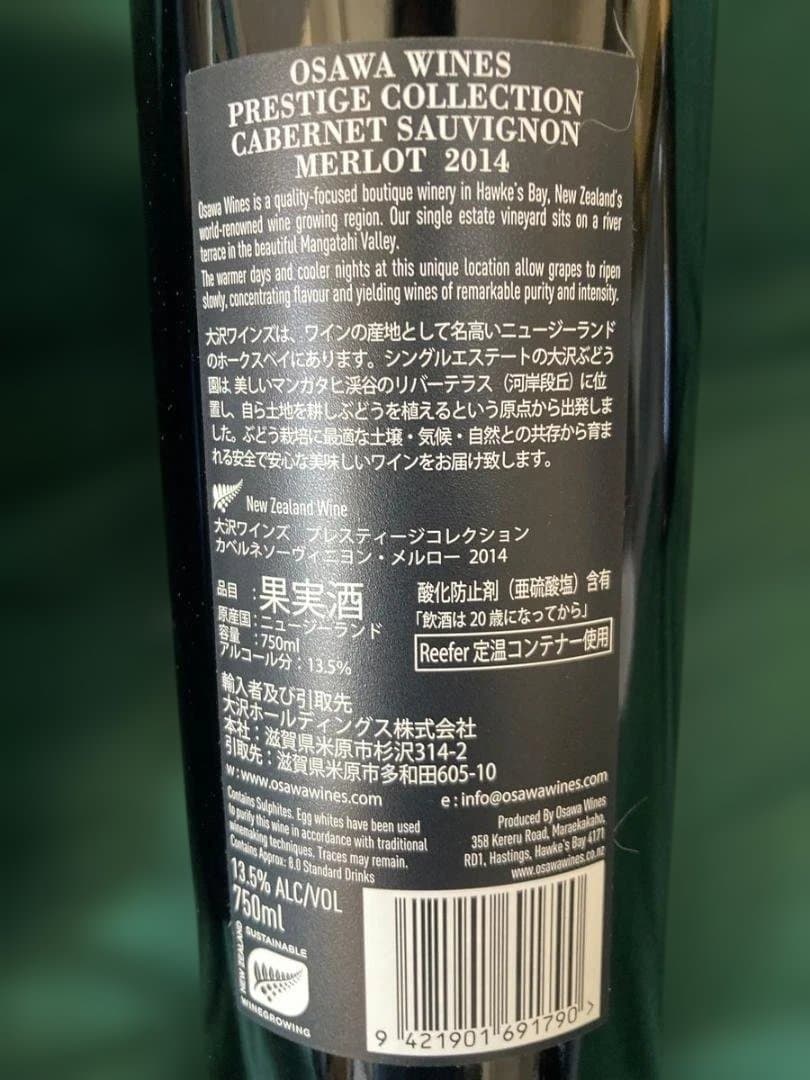 OSAWA WINES
PRESTIGE COLLECTION
CABERNET SAUVIGNON
MERLOT 2014
Osawa Wines is a quality-focused boutique winery in Hawke's Bay, New Zealand's
world-renowned wine growing region. Our single estate vineyard sits on a river
terrace in the beautiful Mangatahi Valley.
The warmer days and cooler nights at this unique location allow grapes to ripen
slowly, concentrating flavour and yielding wines of remarkable purity and intensity.
大沢ワインズは、ワインの産地として名高いニュージーランド
のホークスベイにあります。シングルエステートの大沢ぶどう
園は、美しいマンガタヒ渓谷のリバーテラス（河岸段丘）に位
置し、自ら土地を耕しぶどうを植えるという原点から出発しま
した。ぶどう栽培に最適な土壌・気候・自然との共存から育ま
れる安全で安心な美味しいワインをお届け致します。
New Zealand Wine
大沢ワインズ プレスティージコレクション
カベルネソーヴィニヨン・メルロー 2014
品目 :果実酒
原産国:ニュージーランド
容量 :750ml
アルコール分:13.5%
酸化防止剤（亜硫酸塩）含有
「飲酒は20歳になってから」
Reefer 定温コンテナー使用
輸入者及び引取先
大沢ホールディングス株式会社
本社:滋賀県米原市杉沢314-2
引取先:滋賀県米原市多和田605-10
w:www.osawawines.com e:info@osawawines.com
Contains Sulphites. Egg whites have been used
to purify this wine in accordance with traditional
winemaking techniques. Traces may remain.
Contains Approx: 8.0 Standard Drinks
Produced By Osawa Wines
358 Kereru Road, Maraekakaho,
RD1, Hastings, Hawke's Bay 4171
www.osawawines.co.nz
13.5% ALC/VOL
750ml
SUSTAINABLE
NEW ZEALAND
WINEGROWING
9 421901 691790 >